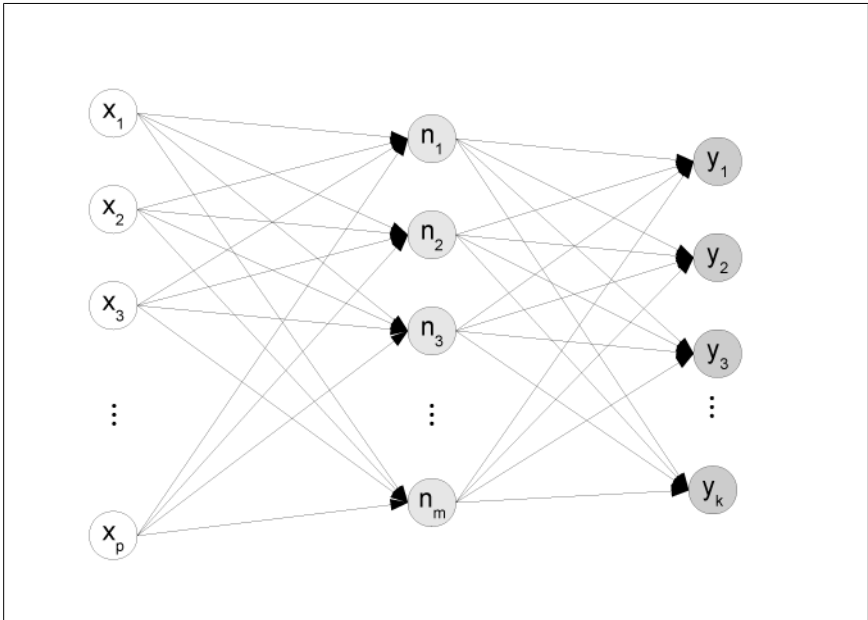 x₁
x₂
x₃
⋮
xₚ
n₁
n₂
n₃
⋮
nₘ
y₁
y₂
y₃
⋮
yₖ